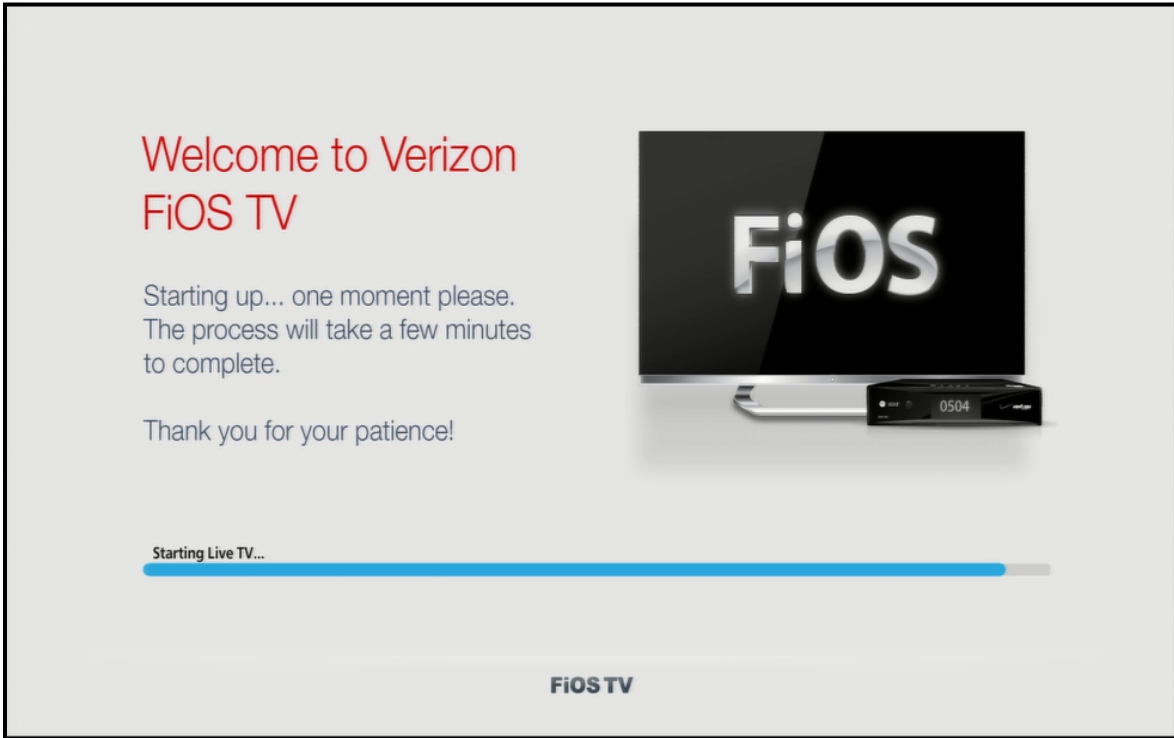 Welcome to Verizon
FiOS TV
FiOS
Starting up... one moment please.
The process will take a few minutes
to complete.
0504
Thank you for your patience!
Starting Live TV...
FiOS TV